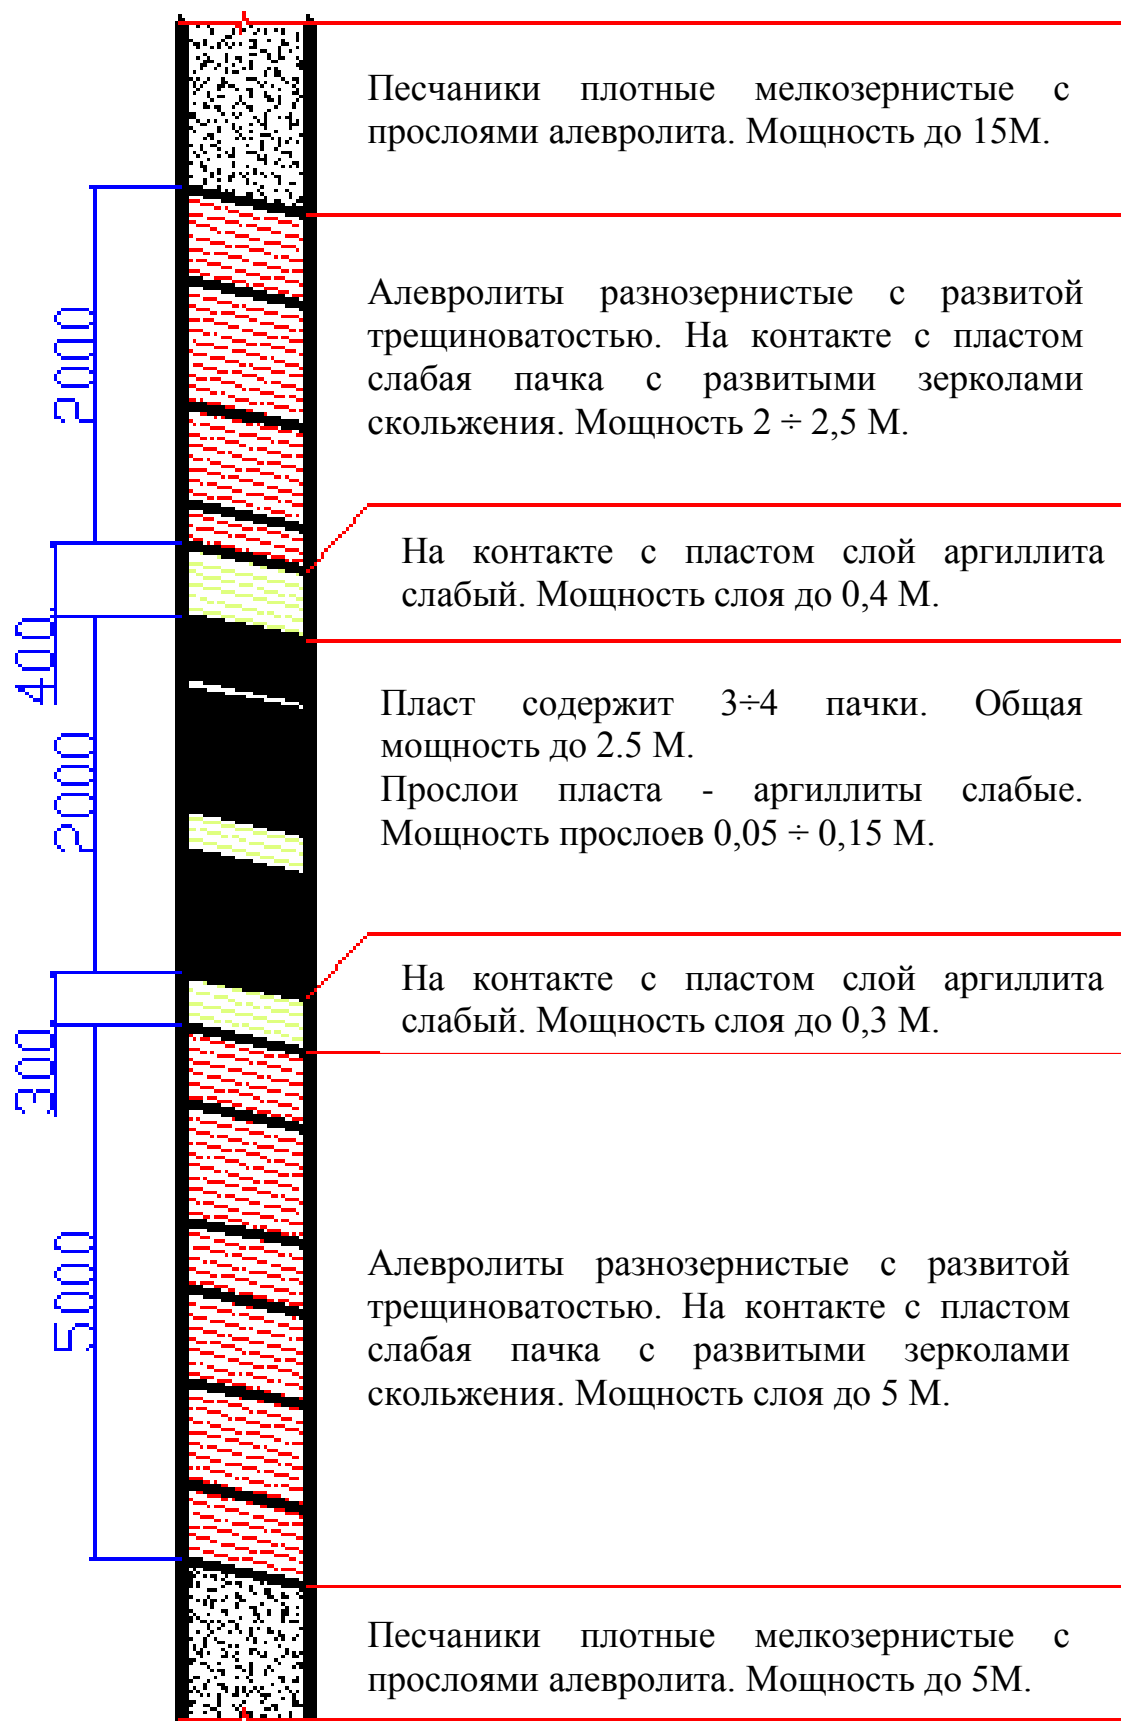 Песчаники плотные мелкозернистые с
прослоями алевролита. Мощность до 15М.
Алевролиты разнозернистые с развитой
трещиноватостью. На контакте с пластом
слабая пачка с развитыми зерколами
скольжения. Мощность 2 ÷ 2,5 М.
2000
На контакте с пластом слой аргиллита
слабый. Мощность слоя до 0,4 М.
400
Пласт содержит 3÷4 пачки. Общая
мощность до 2.5 М.
Прослои пласта - аргиллиты слабые.
Мощность прослоев 0,05 ÷ 0,15 М.
2000
На контакте с пластом слой аргиллита
слабый. Мощность слоя до 0,3 М.
300
Алевролиты разнозернистые с развитой
трещиноватостью. На контакте с пластом
слабая пачка с развитыми зерколами
скольжения. Мощность слоя до 5 М.
5000
Песчаники плотные мелкозернистые с
прослоями алевролита. Мощность до 5М.